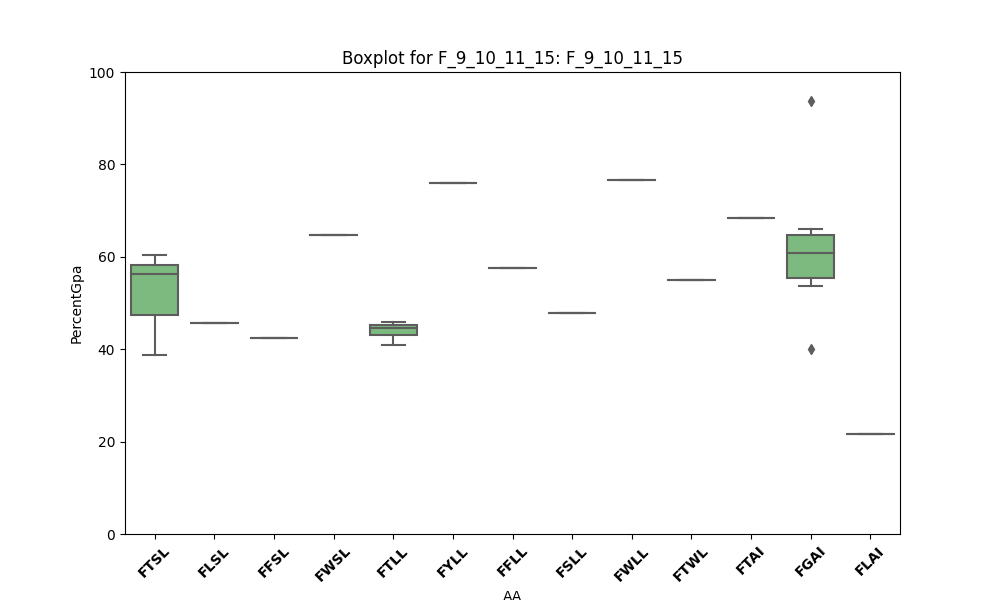 Boxplot for F_9_10_11_15: F_9_10_11_15
100
80
60
40
20
0
PercentGpa
FTSL
FLSL
FFSL
FWSL
FTLL
FYLL
FFLL
FSLL
FWLL
FTWL
FTAI
FGAI
FLAI
AA